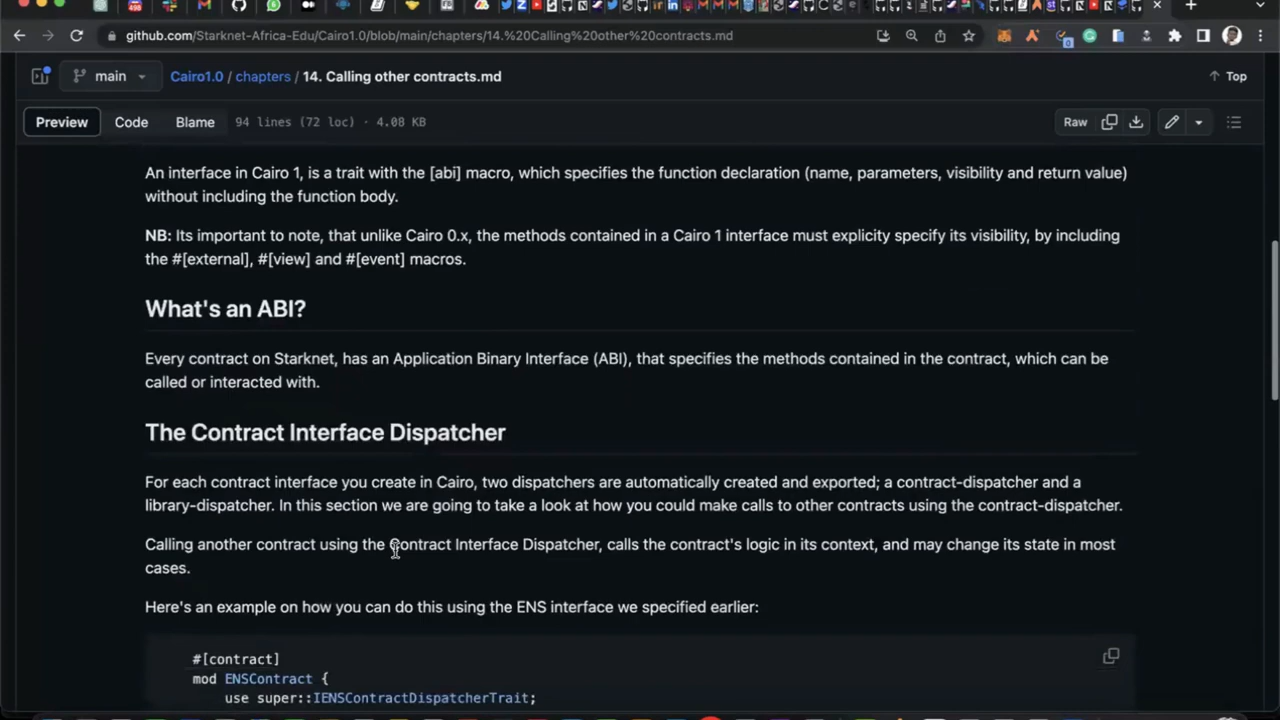 github.com/Starknet-Africa-Edu/Cairo1.0/blob/main/chapters/14.%20Calling%20other%20contracts.md
main
Cairo1.0 / chapters / 14. Calling other contracts.md
Top
Preview
Code
Blame
94 lines (72 loc) · 4.08 KB
Raw
An interface in Cairo 1, is a trait with the [abi] macro, which specifies the function declaration (name, parameters, visibility and return value)
without including the function body.
NB: Its important to note, that unlike Cairo 0.x, the methods contained in a Cairo 1 interface must explicity specify its visibility, by including
the #[external], #[view] and #[event] macros.
What's an ABI?
Every contract on Starknet, has an Application Binary Interface (ABI), that specifies the methods contained in the contract, which can be
called or interacted with.
The Contract Interface Dispatcher
For each contract interface you create in Cairo, two dispatchers are automatically created and exported; a contract-dispatcher and a
library-dispatcher. In this section we are going to take a look at how you could make calls to other contracts using the contract-dispatcher.
Calling another contract using the Contract Interface Dispatcher, calls the contract's logic in its context, and may change its state in most
cases.
Here's an example on how you can do this using the ENS interface we specified earlier:
#[contract]
mod ENSContract {
use super::IENSContractDispatcherTrait;